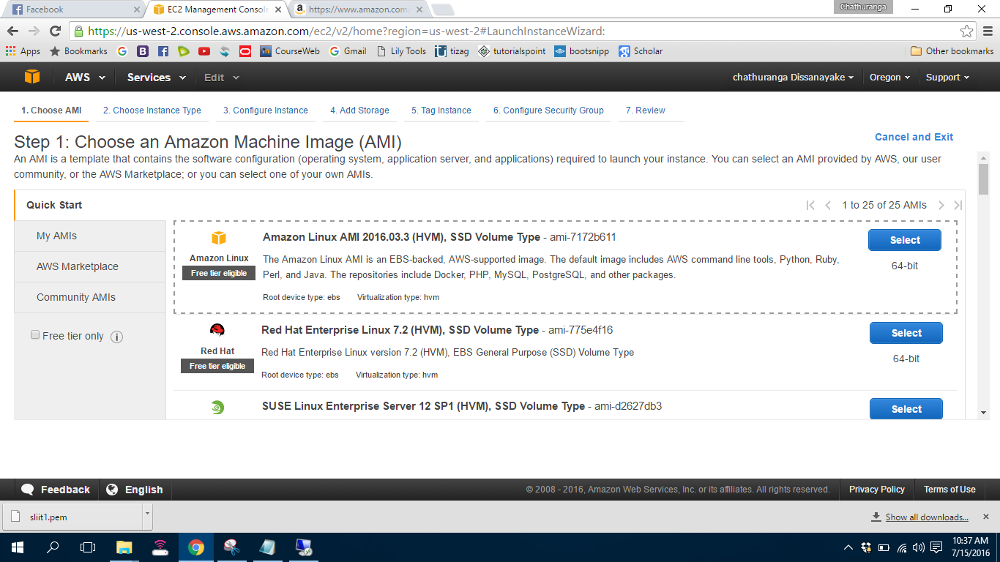 Facebook
EC2 Management Conso
https://www.amazon.com
Chathuranga
https://us-west-2.console.aws.amazon.com/ec2/v2/home?region=us-west-2#LaunchInstanceWizard:
Apps Bookmarks CourseWeb Gmail Lily Tools tizag tutorialspoint bootsnipp Scholar Other bookmarks
AWS Services Edit chathuranga Dissanayake Oregon Support
1. Choose AMI 2. Choose Instance Type 3. Configure Instance 4. Add Storage 5. Tag Instance 6. Configure Security Group 7. Review
Step 1: Choose an Amazon Machine Image (AMI)
Cancel and Exit
An AMI is a template that contains the software configuration (operating system, application server, and applications) required to launch your instance. You can select an AMI provided by AWS, our user
community, or the AWS Marketplace; or you can select one of your own AMIs.
Quick Start
1 to 25 of 25 AMIs
My AMIs
AWS Marketplace
Community AMIs
Free tier only
Amazon Linux
Free tier eligible
Amazon Linux AMI 2016.03.3 (HVM), SSD Volume Type - ami-7172b611
The Amazon Linux AMI is an EBS-backed, AWS-supported image. The default image includes AWS command line tools, Python, Ruby,
Perl, and Java. The repositories include Docker, PHP, MySQL, PostgreSQL, and other packages.
Root device type: ebs Virtualization type: hvm
Select
64-bit
Red Hat
Free tier eligible
Red Hat Enterprise Linux 7.2 (HVM), SSD Volume Type - ami-775e4f16
Red Hat Enterprise Linux version 7.2 (HVM), EBS General Purpose (SSD) Volume Type
Root device type: ebs Virtualization type: hvm
Select
64-bit
SUSE Linux Enterprise Server 12 SP1 (HVM), SSD Volume Type - ami-d2627db3
Select
Feedback English © 2008 - 2016, Amazon Web Services, Inc. or its affiliates. All rights reserved. Privacy Policy Terms of Use
sliit1.pem
Show all downloads...
10:37 AM
7/15/2016